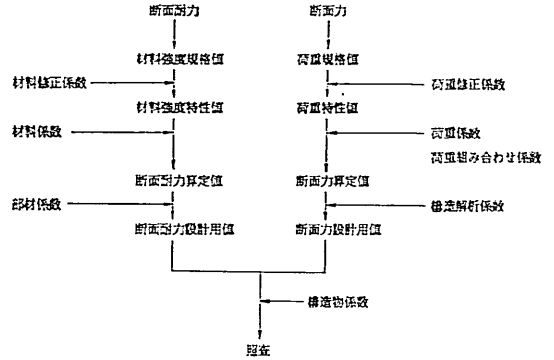 断面耐力 断面力
材料強度規格値 荷重規格値
材料修正係数 荷重修正係数
材料強度特性値 荷重特性値
材料係数 荷重係数
荷重組み合わせ係数
断面耐力算定値 断面力算定値
部材係数 構造解析係数
断面耐力設計用値 断面力設計用値
構造物係数
照査